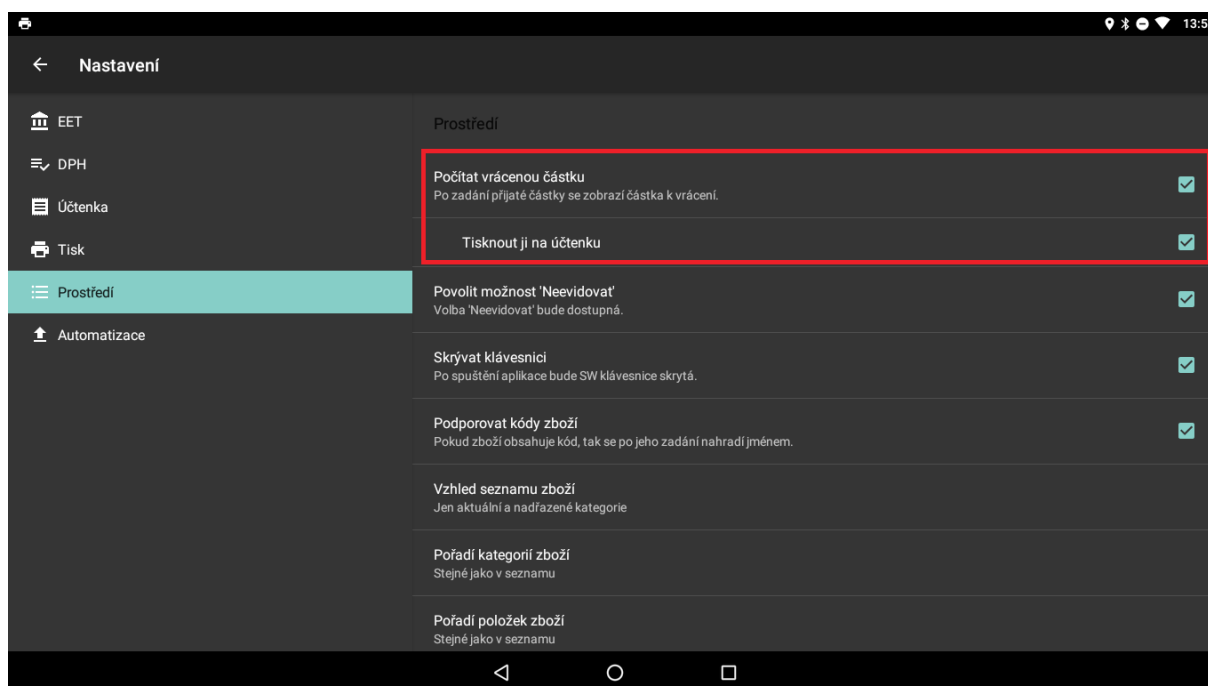 13:5
Nastavení
EET
DPH
Účtenka
Tisk
Prostředí
Automatizace
Prostředí
Počítat vrácenou částku
Po zadání přijaté částky se zobrazí částka k vrácení.
Tisknout ji na účtenku
Povolit možnost 'Neevidovat'
Volba 'Neevidovat' bude dostupná.
Skrývat klávesnici
Po spuštění aplikace bude SW klávesnice skrytá.
Podporovat kódy zboží
Pokud zboží obsahuje kód, tak se po jeho zadání nahradí jménem.
Vzhled seznamu zboží
Jen aktuální a nadřazené kategorie
Pořadí kategorií zboží
Stejné jako v seznamu
Pořadí položek zboží
Stejné jako v seznamu